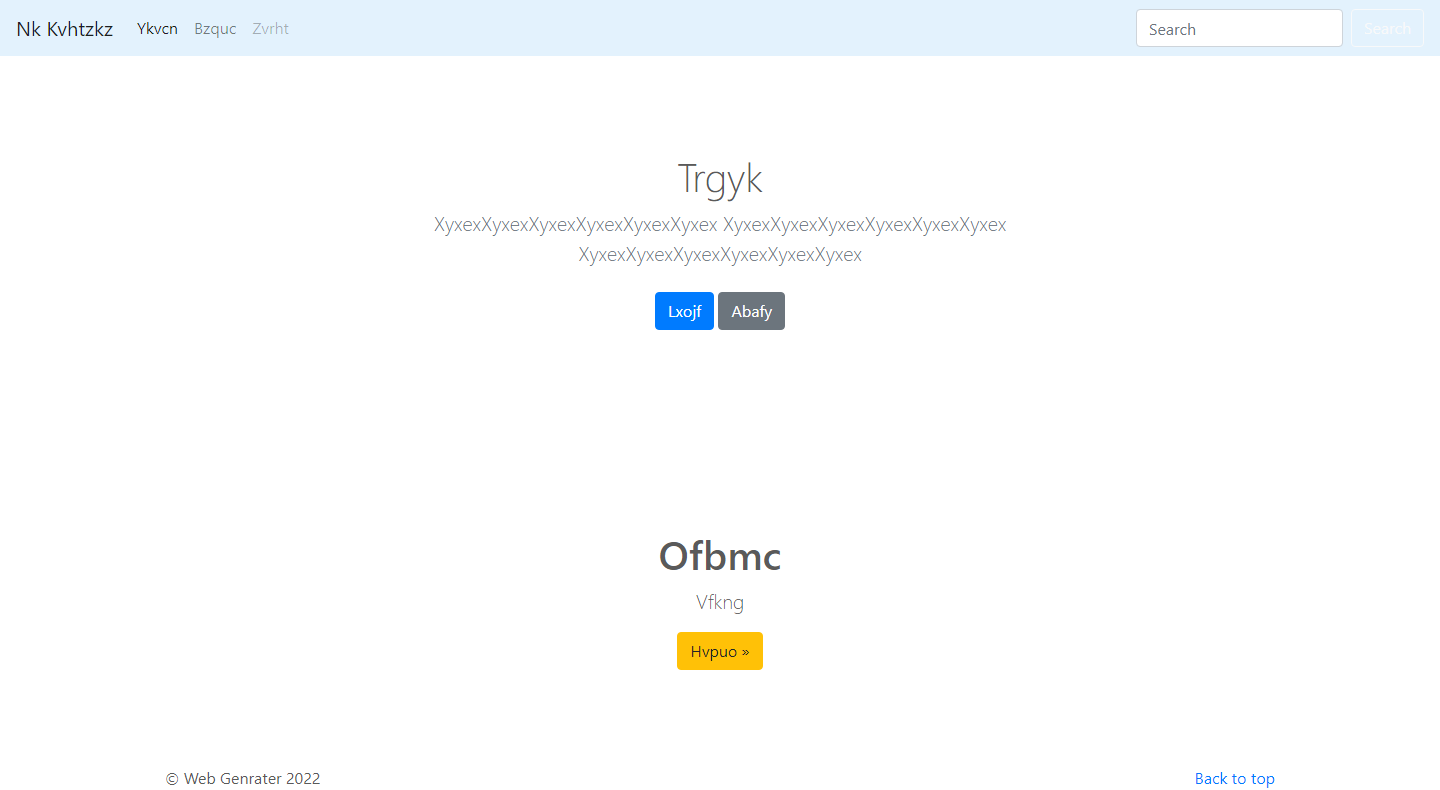 Nk Kvhtzkz Ykvcn Bzquc Zvrht Search Search
Trgyk
XyxexXyxexXyxexXyxexXyxexXyxex XyxexXyxexXyxexXyxexXyxexXyxex
XyxexXyxexXyxexXyxexXyxexXyxex
Lxojf Abafy
Ofbmc
Vfkng
Hvpuo »
© Web Genrater 2022 Back to top